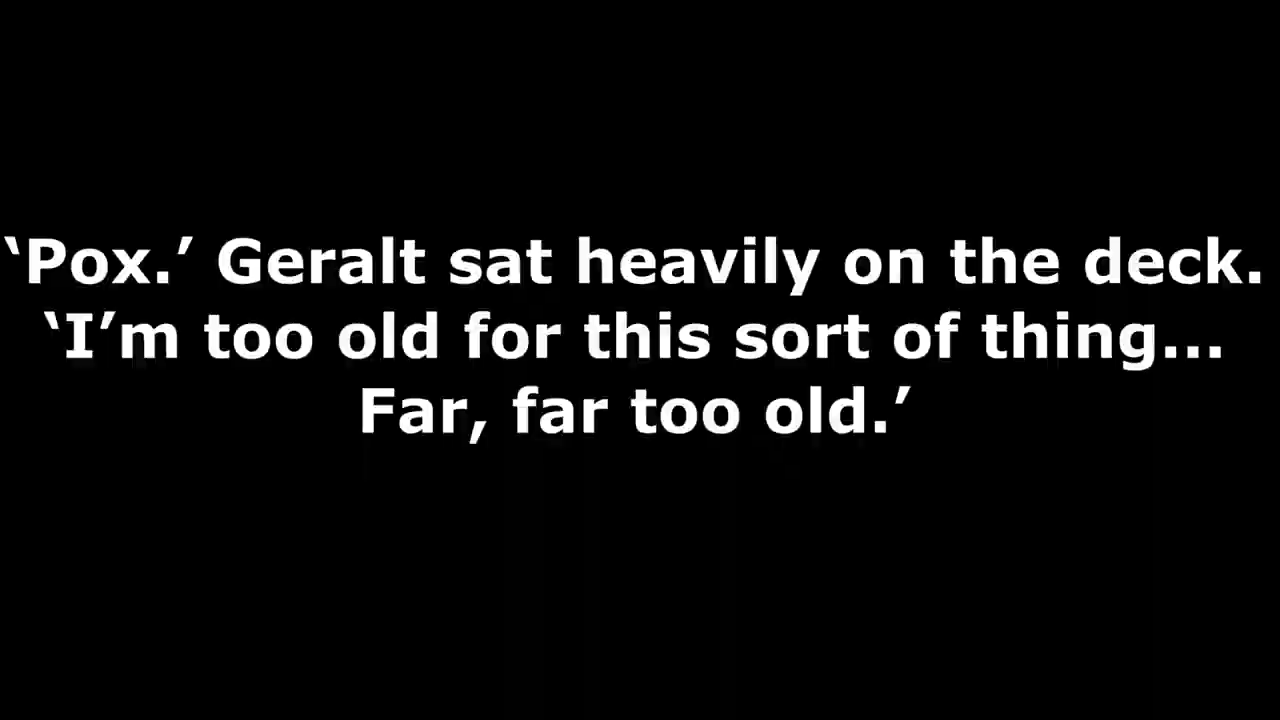 ‘Pox.’ Geralt sat heavily on the deck.
‘I’m too old for this sort of thing...
Far, far too old.’